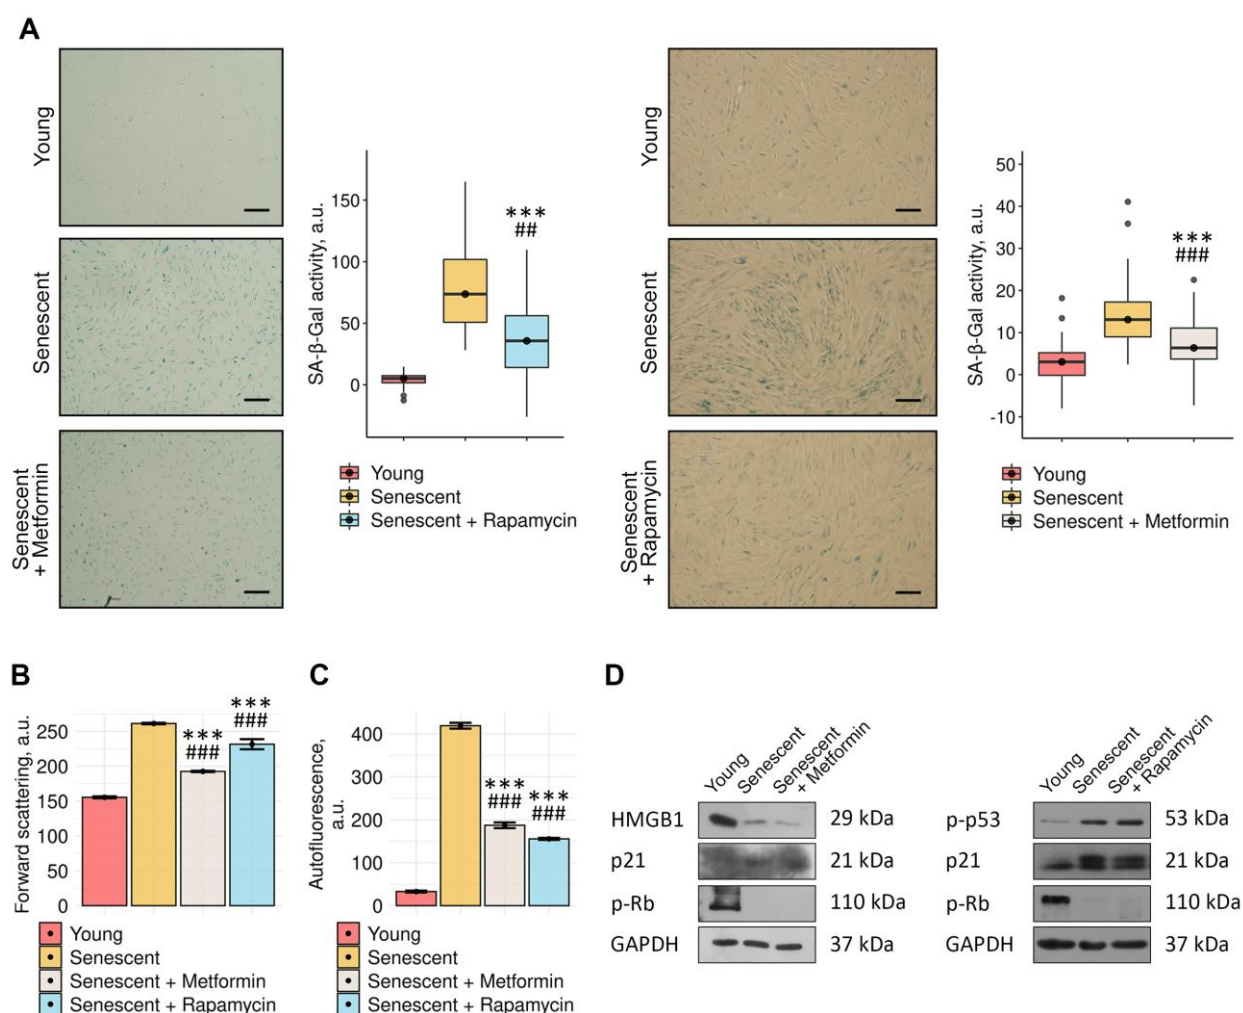 A
Young
Senescent
Senescent
+ Metformin
SA-β-Gal activity, a.u.
150
100
50
0
***
##
Young
Senescent
Senescent + Rapamycin
Young
Senescent
Senescent
+ Rapamycin
SA-β-Gal activity, a.u.
50
40
30
20
10
0
-10
***
###
Young
Senescent
Senescent + Metformin
B
Forward scattering, a.u.
250
200
150
100
50
0
***
###
***
###
Young
Senescent
Senescent + Metformin
Senescent + Rapamycin
C
Autofluorescence,
a.u.
400
300
200
100
0
***
###
***
###
Young
Senescent
Senescent + Metformin
Senescent + Rapamycin
D
Young
Senescent
Senescent
+ Metformin
HMGB1 29 kDa
p21 21 kDa
p-Rb 110 kDa
GAPDH 37 kDa
Young
Senescent
Senescent
+ Rapamycin
p-p53 53 kDa
p21 21 kDa
p-Rb 110 kDa
GAPDH 37 kDa